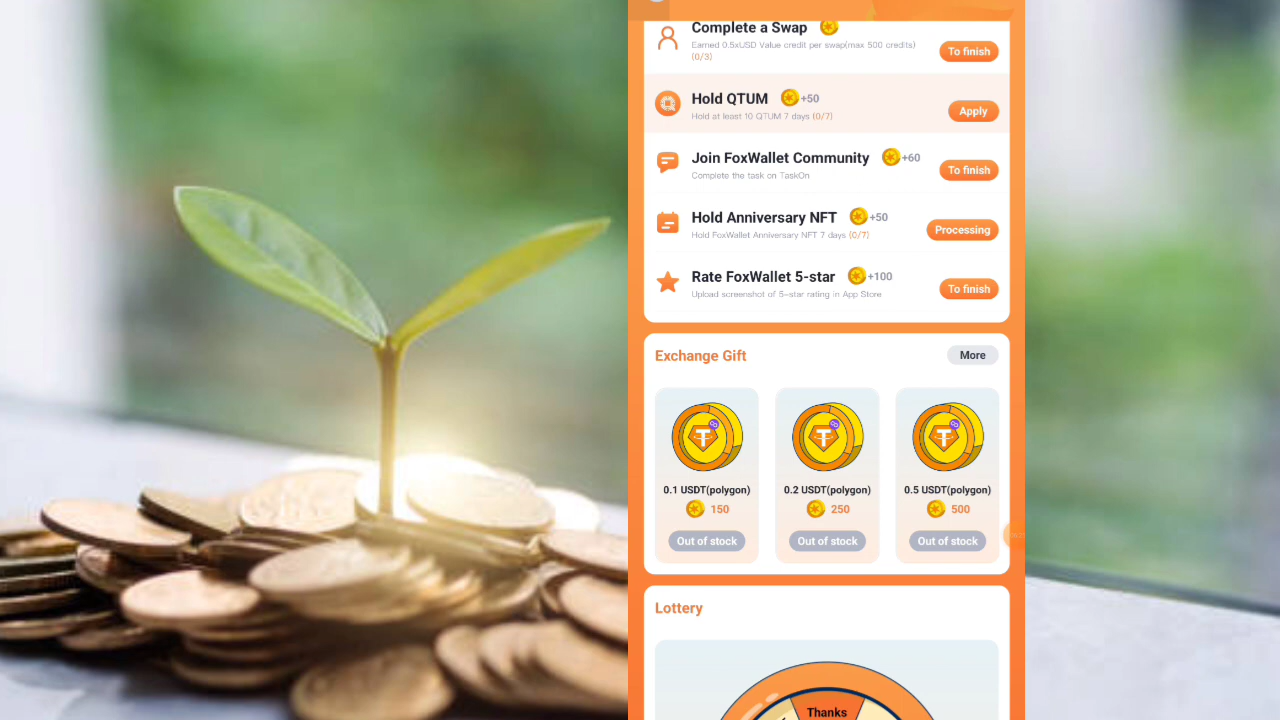 Complete a Swap
Earned 0.5xUSD Value credit per swap(max 500 credits)
(0/3)
To finish
Hold QTUM +50
Hold at least 10 QTUM 7 days (0/7)
Apply
Join FoxWallet Community +60
Complete the task on TaskOn
To finish
Hold Anniversary NFT +50
Hold FoxWallet Anniversary NFT 7 days (0/7)
Processing
Rate FoxWallet 5-star +100
Upload screenshot of 5-star rating in App Store
To finish
Exchange Gift
More
0.1 USDT(polygon)
150
Out of stock
0.2 USDT(polygon)
250
Out of stock
0.5 USDT(polygon)
500
Out of stock
Lottery
Thanks